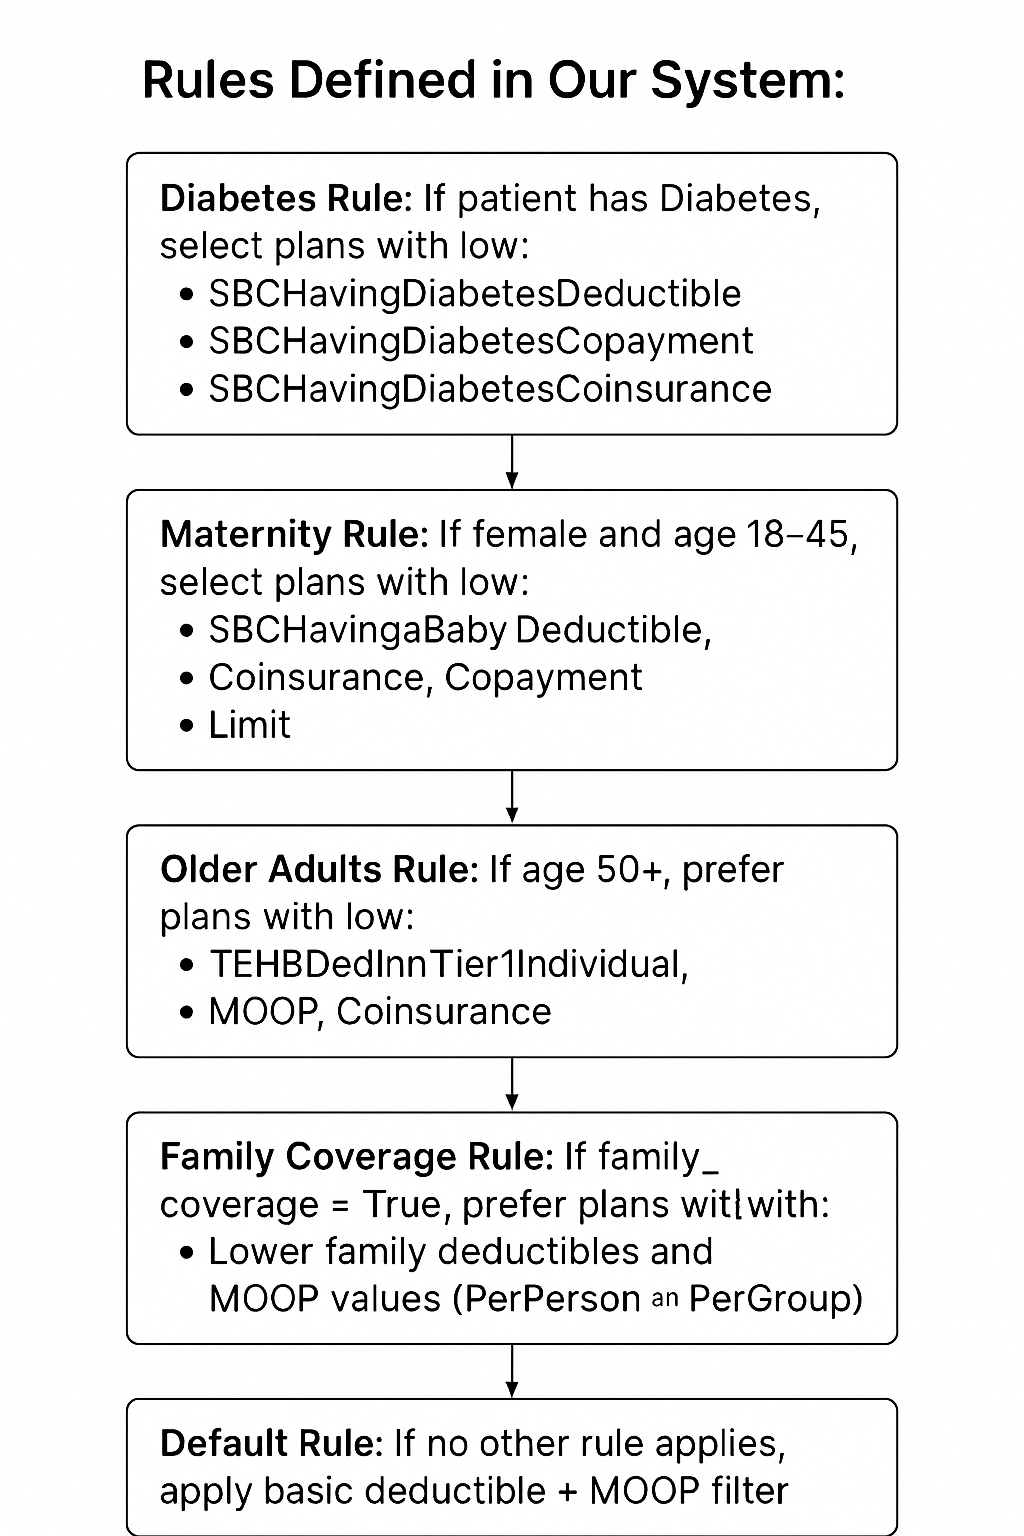 Rules Defined in Our System:
Diabetes Rule: If patient has Diabetes,
select plans with low:
• SBCHavingDiabetesDeductible
• SBCHavingDiabetesCopayment
• SBCHavingDiabetesCoinsurance
Maternity Rule: If female and age 18–45,
select plans with low:
• SBCHavingaBaby Deductible,
• Coinsurance, Copayment
• Limit
Older Adults Rule: If age 50+, prefer
plans with low:
• TEHBDedInnTier1Individual,
• MOOP, Coinsurance
Family Coverage Rule: If family_
coverage = True, prefer plans with:
• Lower family deductibles and
MOOP values (PerPerson an PerGroup)
Default Rule: If no other rule applies,
apply basic deductible + MOOP filter